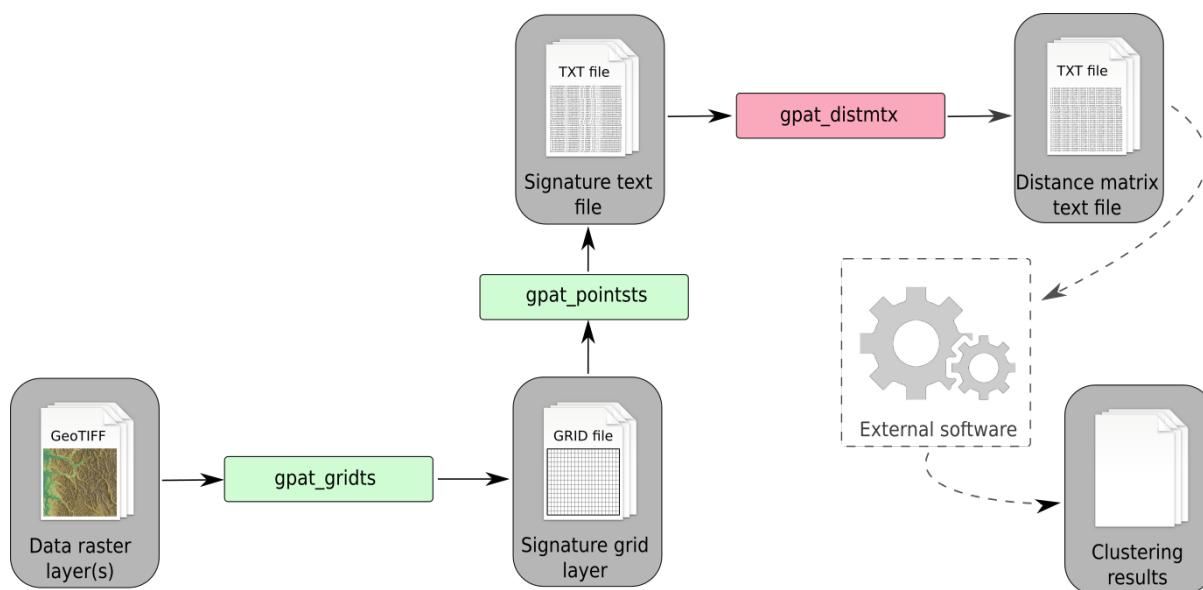 TXT file
Signature text
file
gpat_distmtx
TXT file
Distance matrix
text file
gpat_pointsts
External software
GeoTIFF
Data raster
layer(s)
gpat_gridts
GRID file
Signature grid
layer
Clustering
results